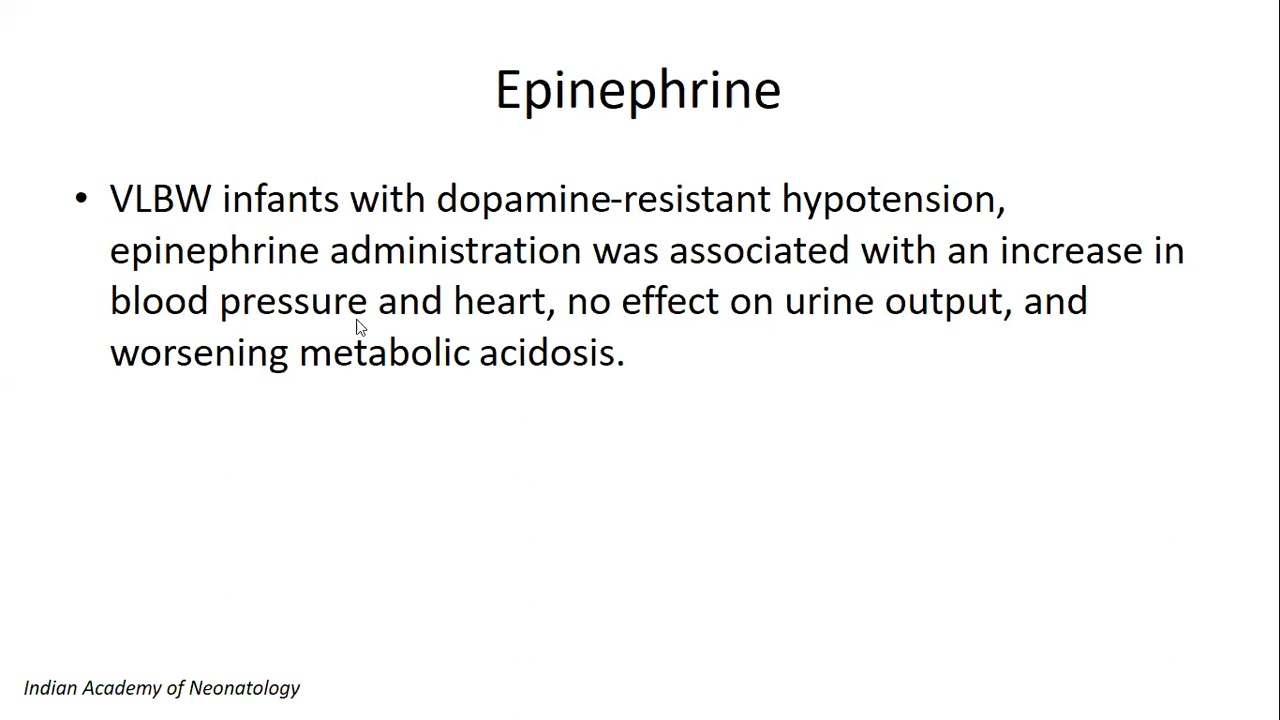 Epinephrine
• VLBW infants with dopamine-resistant hypotension,
epinephrine administration was associated with an increase in
blood pressure and heart, no effect on urine output, and
worsening metabolic acidosis.
Indian Academy of Neonatology